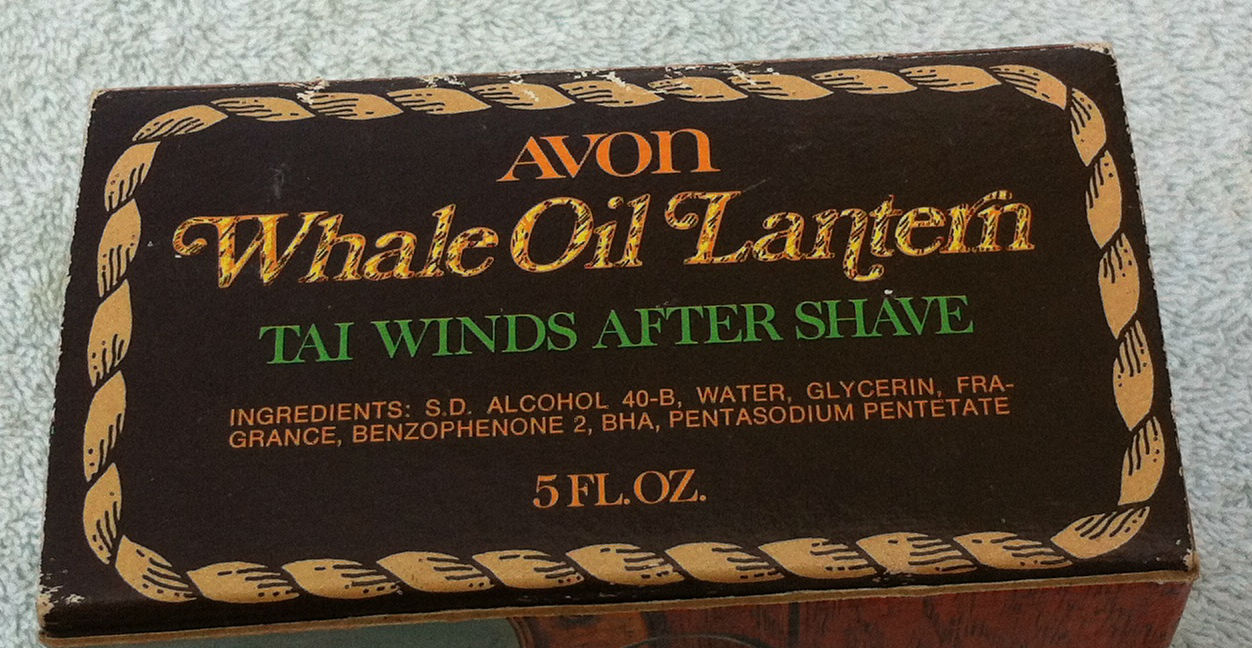 AVON
Whale Oil Lantern
TAI WINDS AFTER SHAVE
INGREDIENTS: S.D. ALCOHOL 40-B, WATER, GLYCERIN, FRA-
GRANCE, BENZOPHENONE 2, BHA, PENTASODIUM PENTETATE
5 FL.OZ.